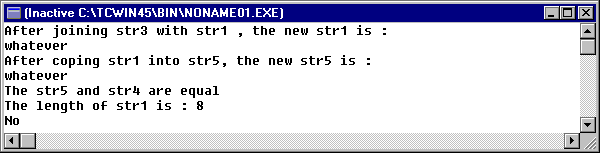 (Inactive C:\TCWIN45\BIN\NONAME01.EXE)
After joining str3 with str1 , the new str1 is :
whatever
After coping str1 into str5, the new str5 is :
whatever
The str5 and str4 are equal
The length of str1 is : 8
No